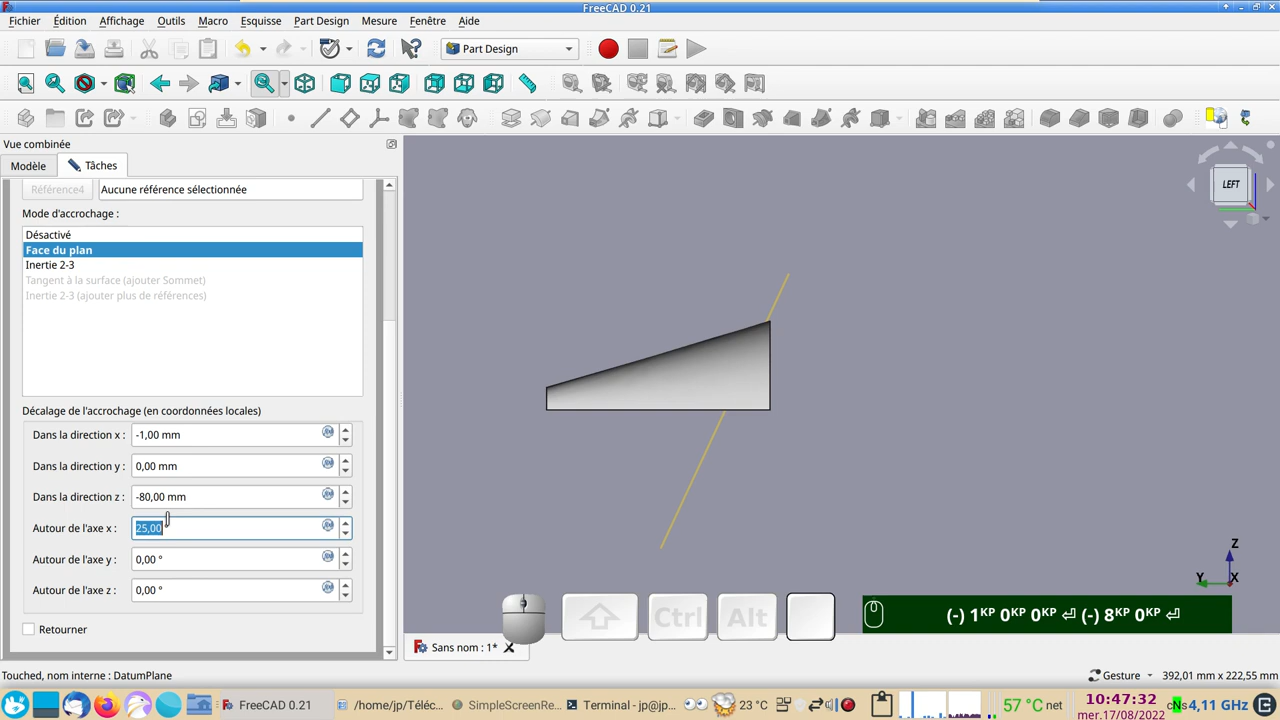 FreeCAD 0.21
Fichier Édition Affichage Outils Macro Esquisse Part Design Mesure Fenêtre Aide
Part Design
Vue combinée
Modèle Tâches
Référence4 Aucune référence sélectionnée
Mode d'accrochage :
Désactivé
Face du plan
Inertie 2-3
Tangent à la surface (ajouter Sommet)
Inertie 2-3 (ajouter plus de références)
Décalage de l'accrochage (en coordonnées locales)
Dans la direction x : -1,00 mm
Dans la direction y : 0,00 mm
Dans la direction z : -80,00 mm
Autour de l'axe x : 25,00
Autour de l'axe y : 0,00 °
Autour de l'axe z : 0,00 °
Retourner
LEFT
Z
Y X
Ctrl Alt
(-) 1ᴷᴾ 0ᴷᴾ 0ᴷᴾ ⏎ (-) 8ᴷᴾ 0ᴷᴾ ⏎
Sans nom : 1*
Touched, nom interne : DatumPlane
Gesture 392,01 mm x 222,55 mm
FreeCAD 0.21 /home/jp/Téléc... SimpleScreenRe... Terminal - jp@jp... 23 °C 57 °C net 10:47:32 4,11 GHz
mer.17/08/2022